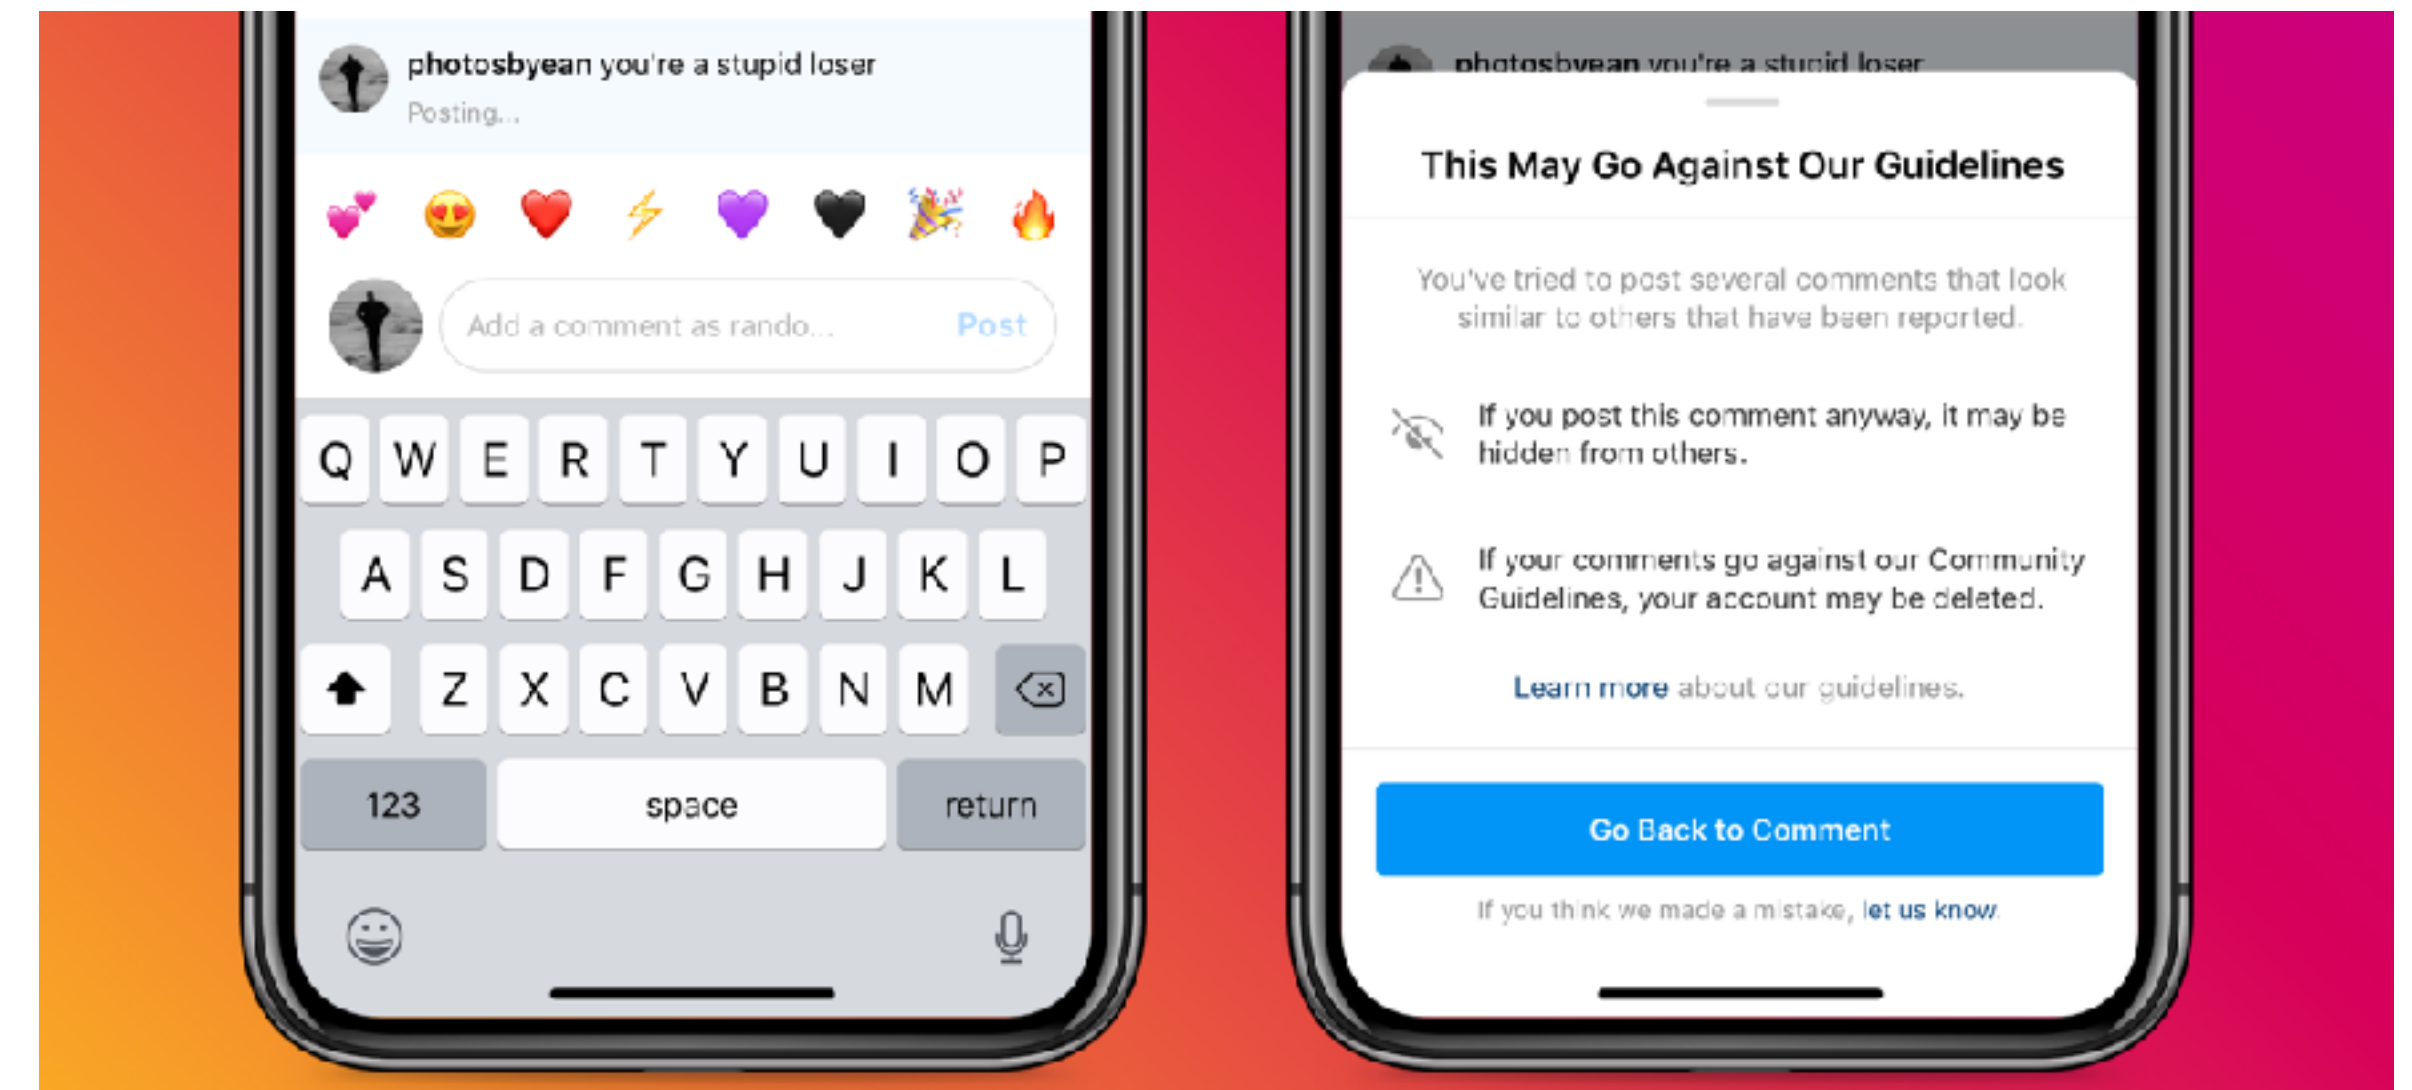 photosbyean you're a stupid loser
Posting...
Add a comment as rando...
Post
Q W E R T Y U I O P
A S D F G H J K L
Z X C V B N M
123
space
return
photosbyean you're a stupid loser
This May Go Against Our Guidelines
You've tried to post several comments that look
similar to others that have been reported.
If you post this comment anyway, it may be
hidden from others.
If your comments go against our Community
Guidelines, your account may be deleted.
Learn more about our guidelines.
Go Back to Comment
If you think we made a mistake, let us know.